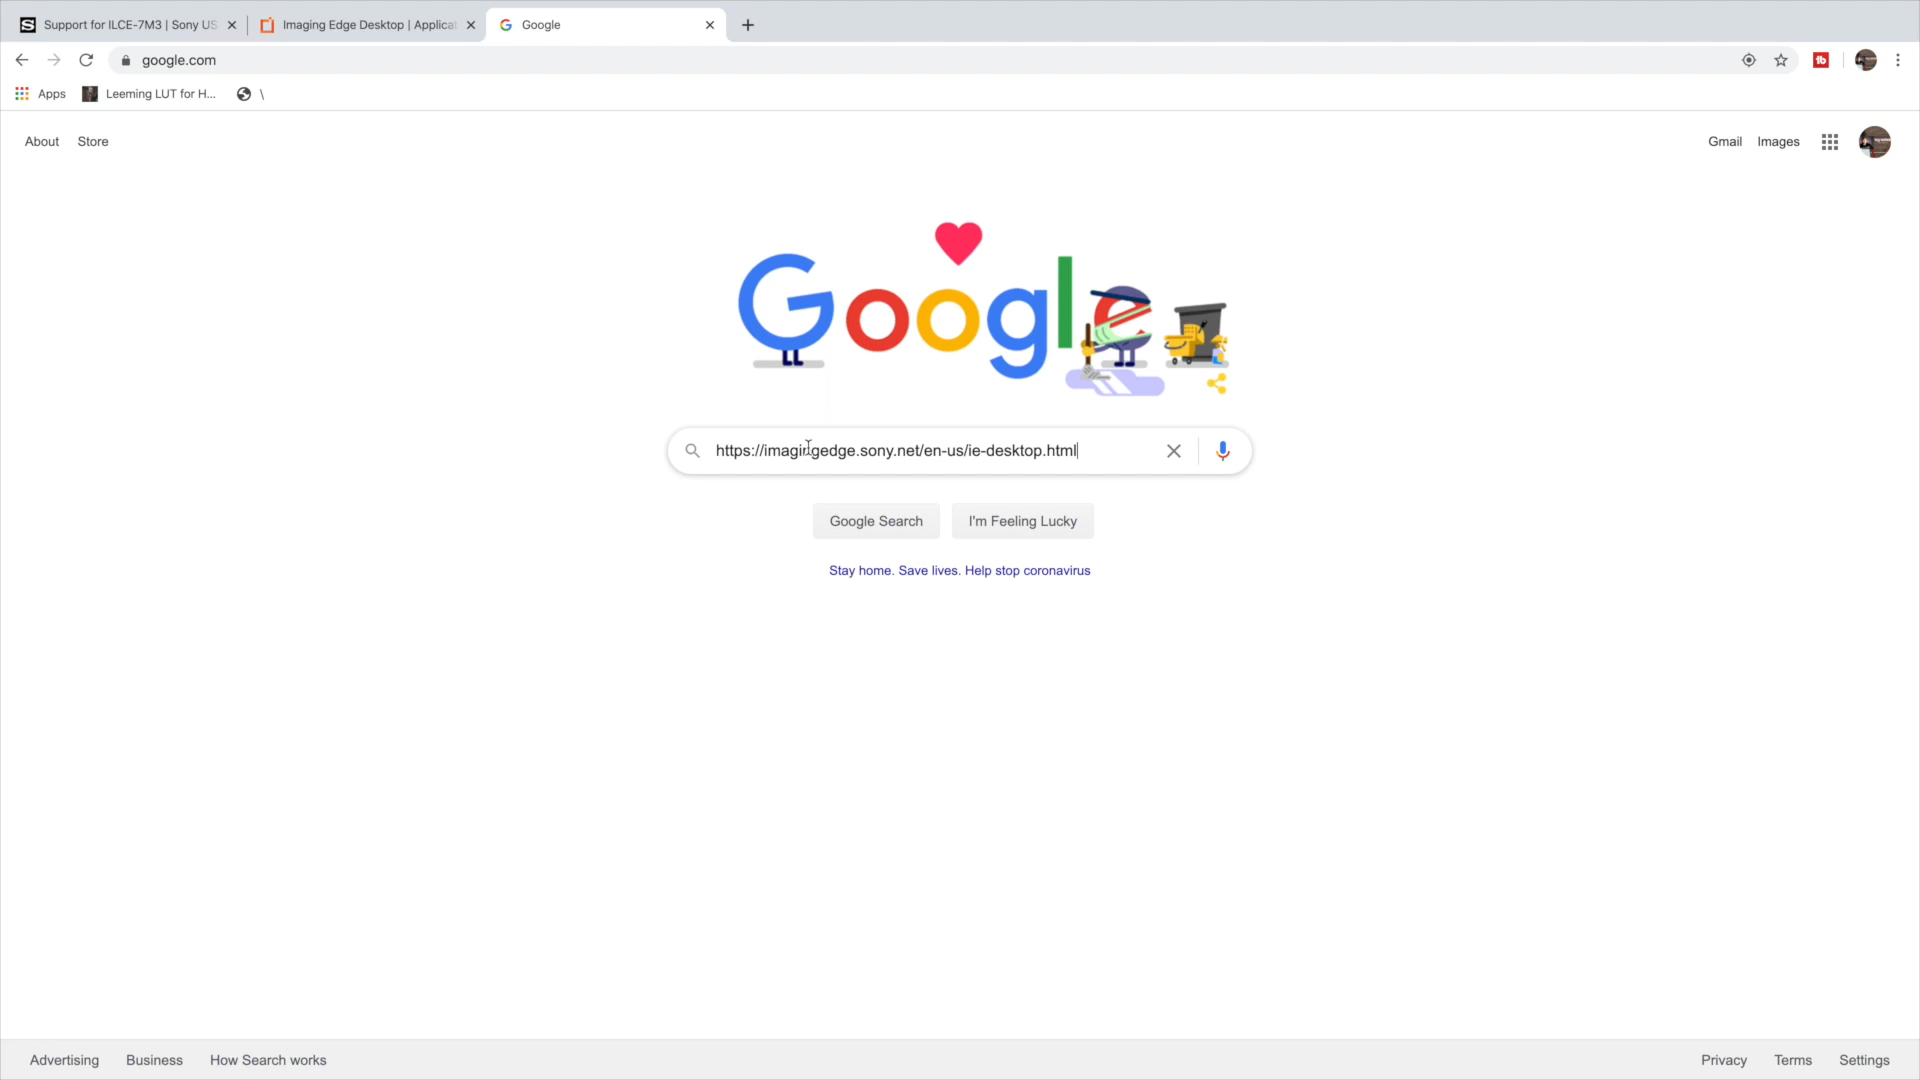 Support for ILCE-7M3 | Sony US
Imaging Edge Desktop | Applicat
Google
google.com
Apps
Leeming LUT for H...
\
About
Store
Gmail
Images
Google
https://imagingedge.sony.net/en-us/ie-desktop.html
Google Search
I'm Feeling Lucky
Stay home. Save lives. Help stop coronavirus
Advertising
Business
How Search works
Privacy
Terms
Settings